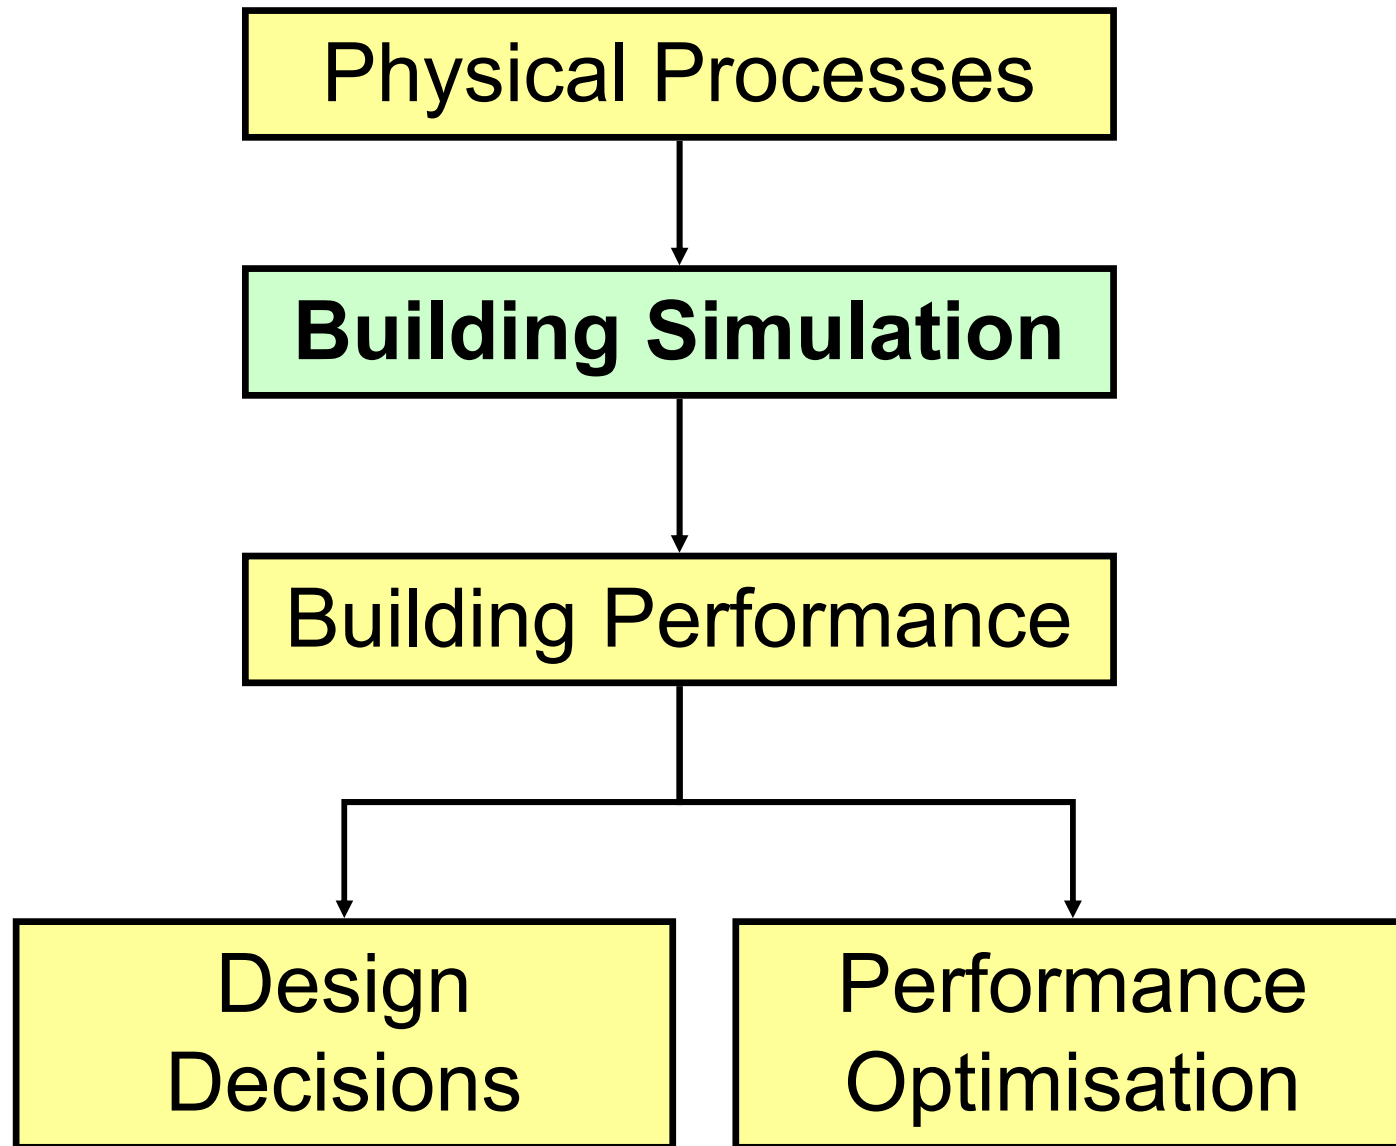 Physical Processes
Building Simulation
Building Performance
Design
Decisions
Performance
Optimisation